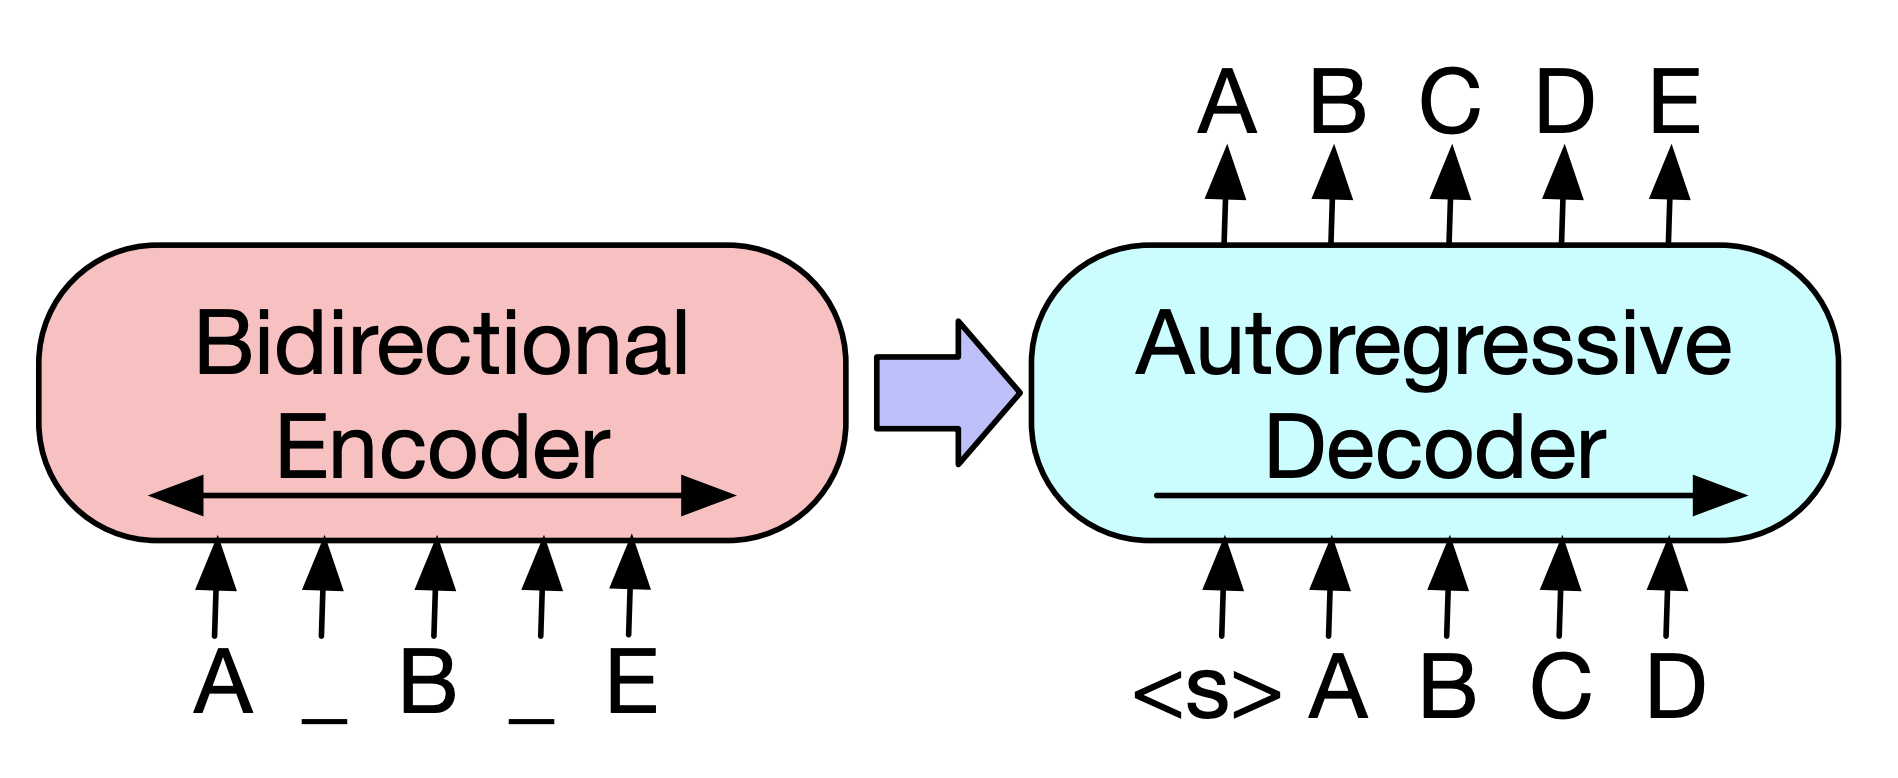 Bidirectional
Encoder
A _ B _ E
A B C D E
Autoregressive
Decoder
<s> A B C D